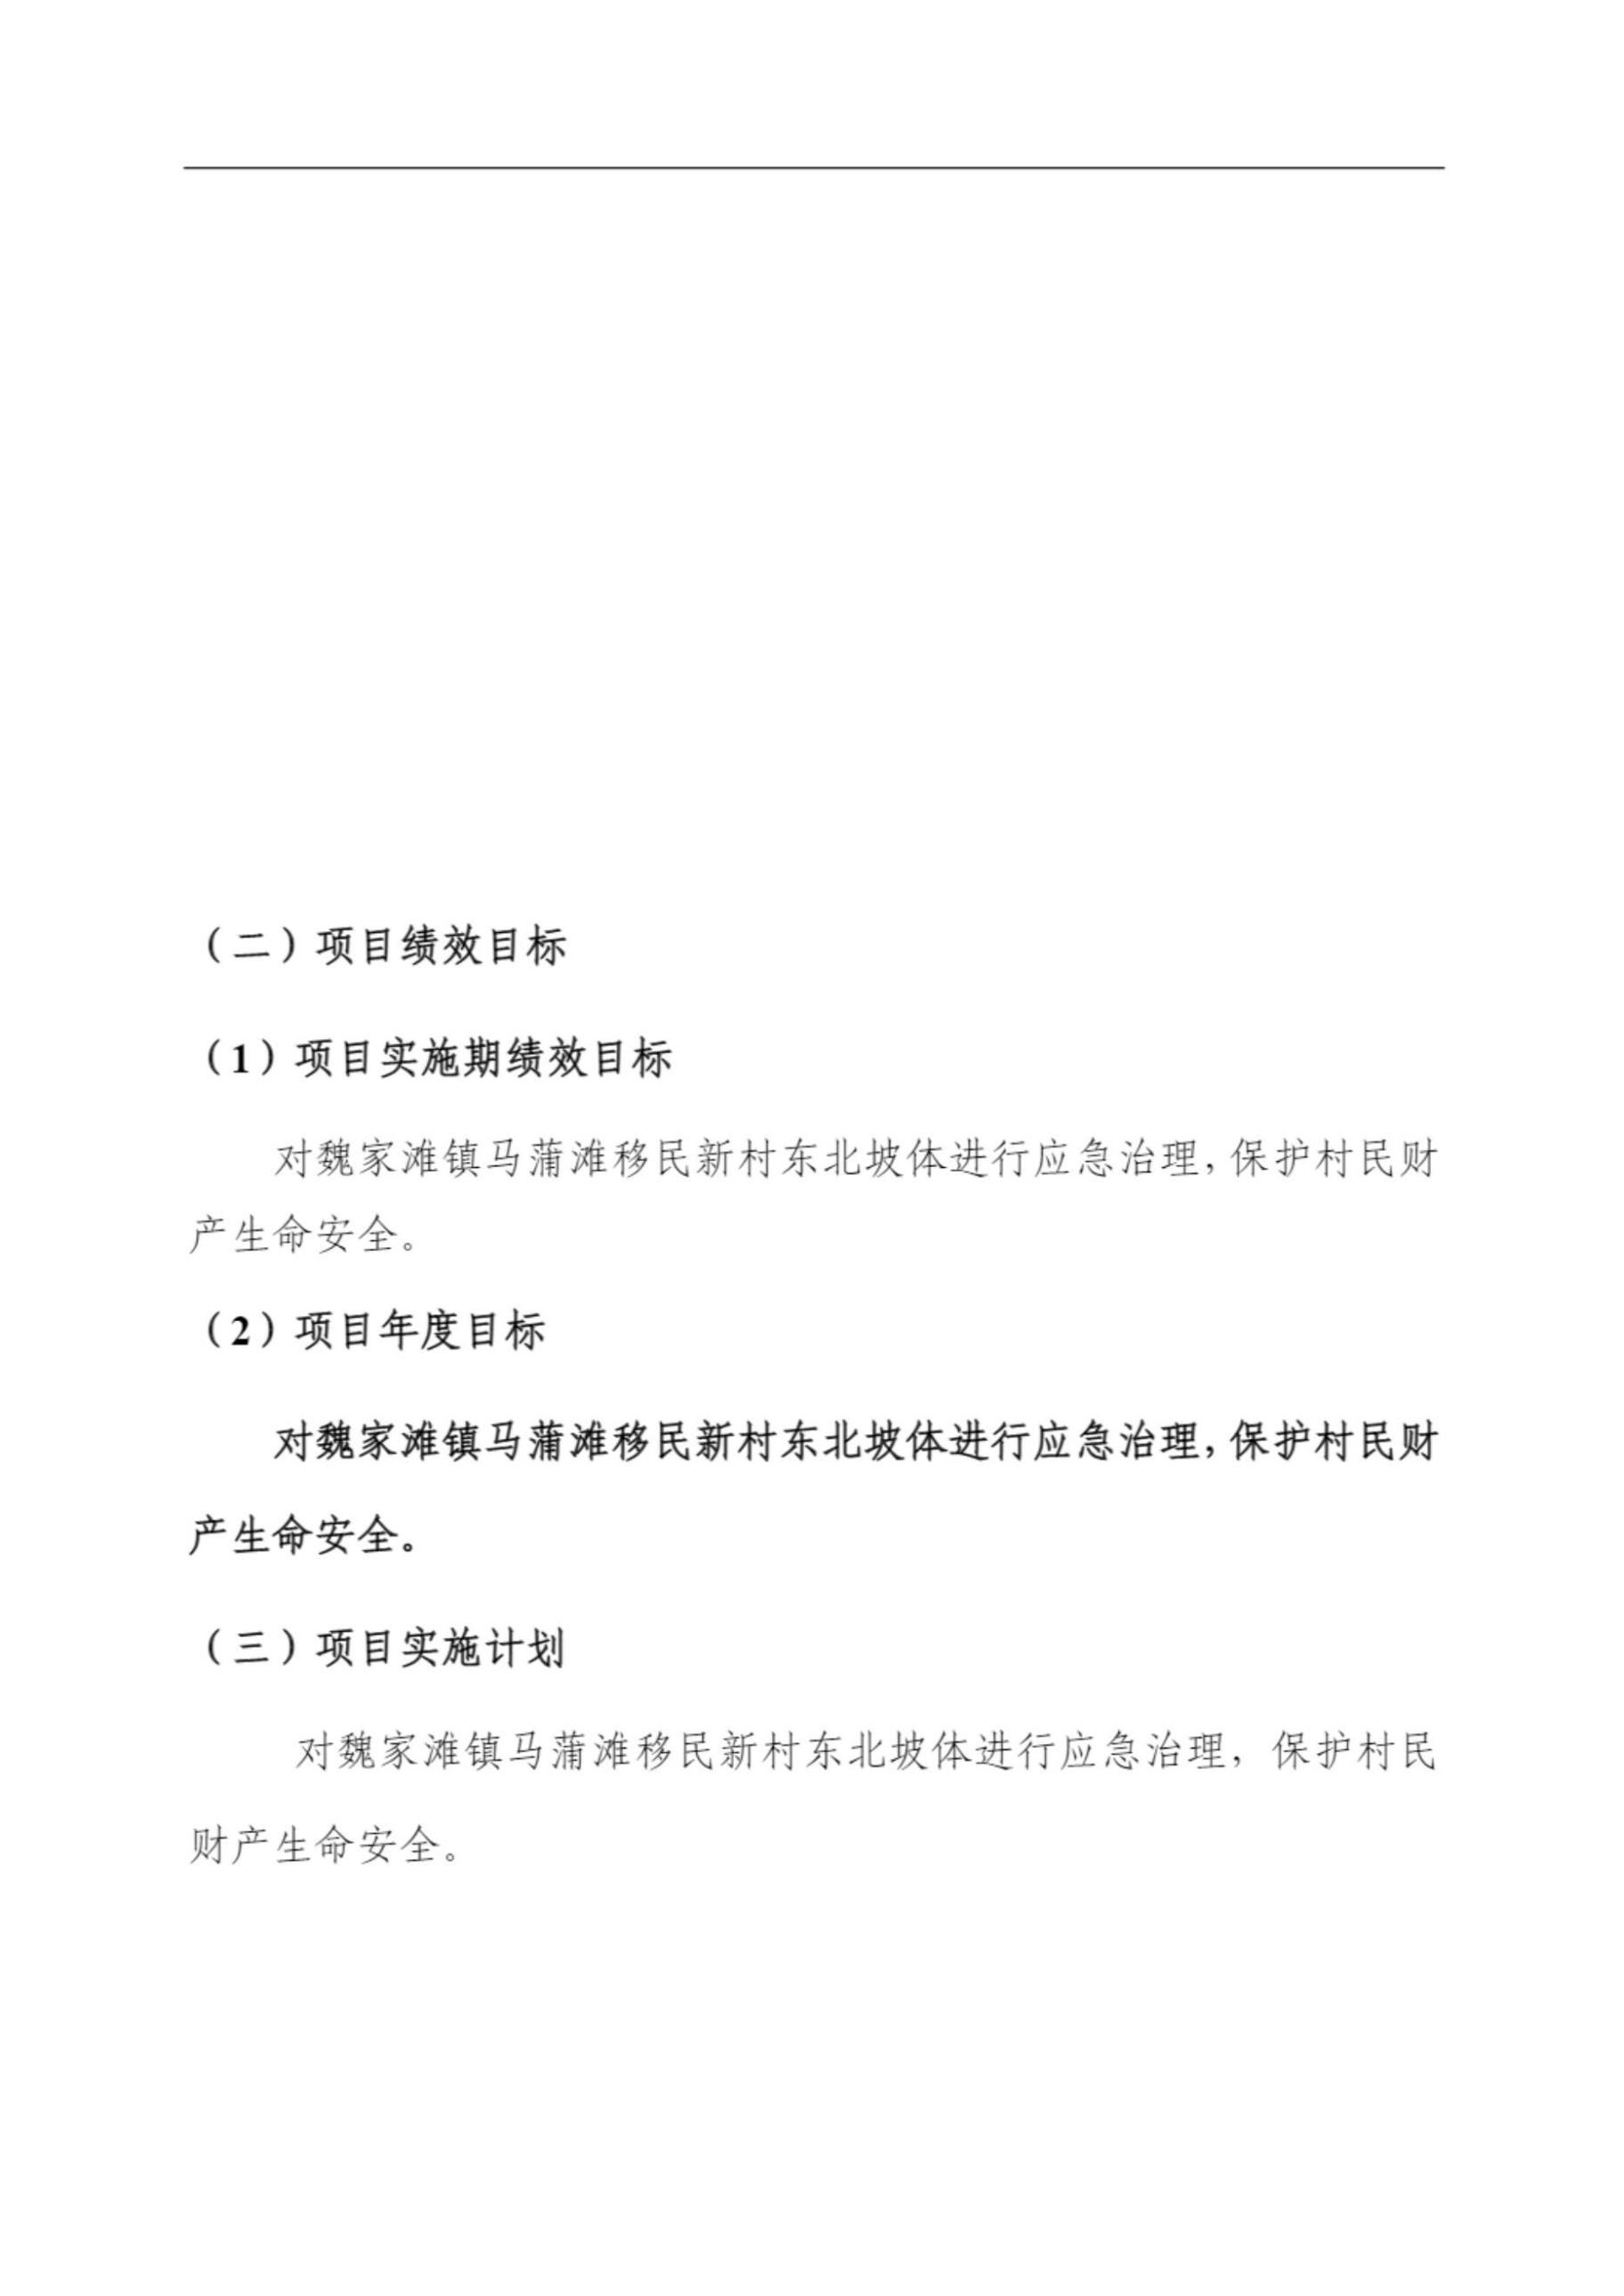 （二）项目绩效目标
（1）项目实施期绩效目标
对魏家滩镇马蒲滩移民新村东北坡体进行应急治理，保护村民财
产生命安全。
（2）项目年度目标
对魏家滩镇马蒲滩移民新村东北坡体进行应急治理，保护村民财
产生命安全。
（三）项目实施计划
对魏家滩镇马蒲滩移民新村东北坡体进行应急治理，保护村民
财产生命安全。